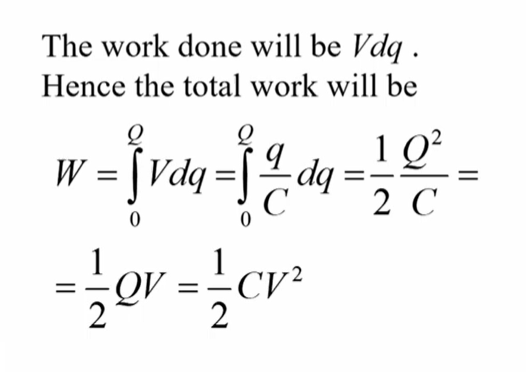 The work done will be Vdq .
Hence the total work will be
W = ∫₀^Q Vdq = ∫₀^Q q/C dq = 1/2 Q²/C =
= 1/2 QV = 1/2 CV²